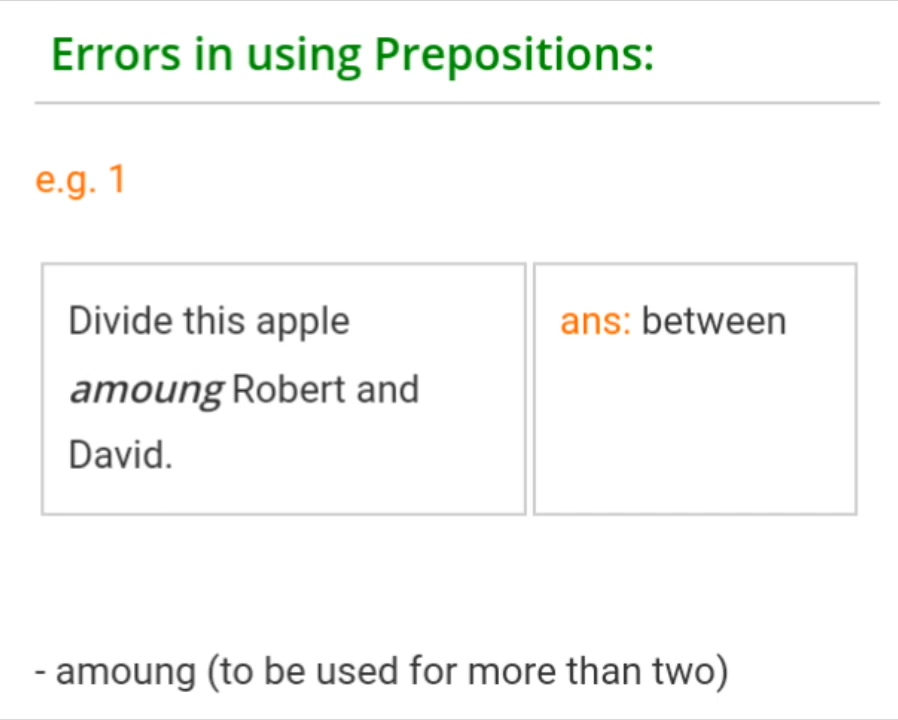 Errors in using Prepositions:
e.g. 1
Divide this apple
amoung Robert and
David.
ans: between
- amoung (to be used for more than two)